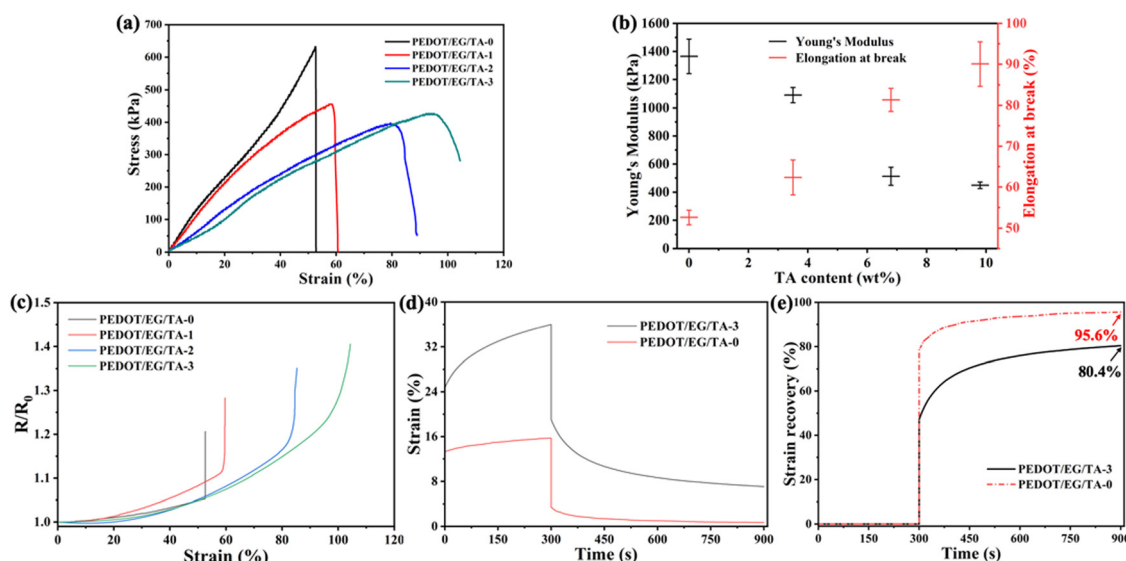 (a)
700
600
500
400
300
200
100
0
Stress (kPa)
PEDOT/EG/TA-0
PEDOT/EG/TA-1
PEDOT/EG/TA-2
PEDOT/EG/TA-3
0 20 40 60 80 100 120
Strain (%)
(b)
1600
1400
1200
1000
800
600
400
200
0
Young's Modulus (kPa)
Young's Modulus
Elongation at break
100
90
80
70
60
50
Elongation at break (%)
0 2 4 6 8 10
TA content (wt%)
(c)
1.5
1.4
1.3
1.2
1.1
1.0
R/R0
PEDOT/EG/TA-0
PEDOT/EG/TA-1
PEDOT/EG/TA-2
PEDOT/EG/TA-3
0 20 40 60 80 100 120
Strain (%)
(d)
40
32
24
16
8
0
Strain (%)
PEDOT/EG/TA-3
PEDOT/EG/TA-0
0 150 300 450 600 750 900
Time (s)
(e)
100
80
60
40
20
0
Strain recovery (%)
95.6%
80.4%
PEDOT/EG/TA-3
PEDOT/EG/TA-0
0 150 300 450 600 750 900
Time (s)